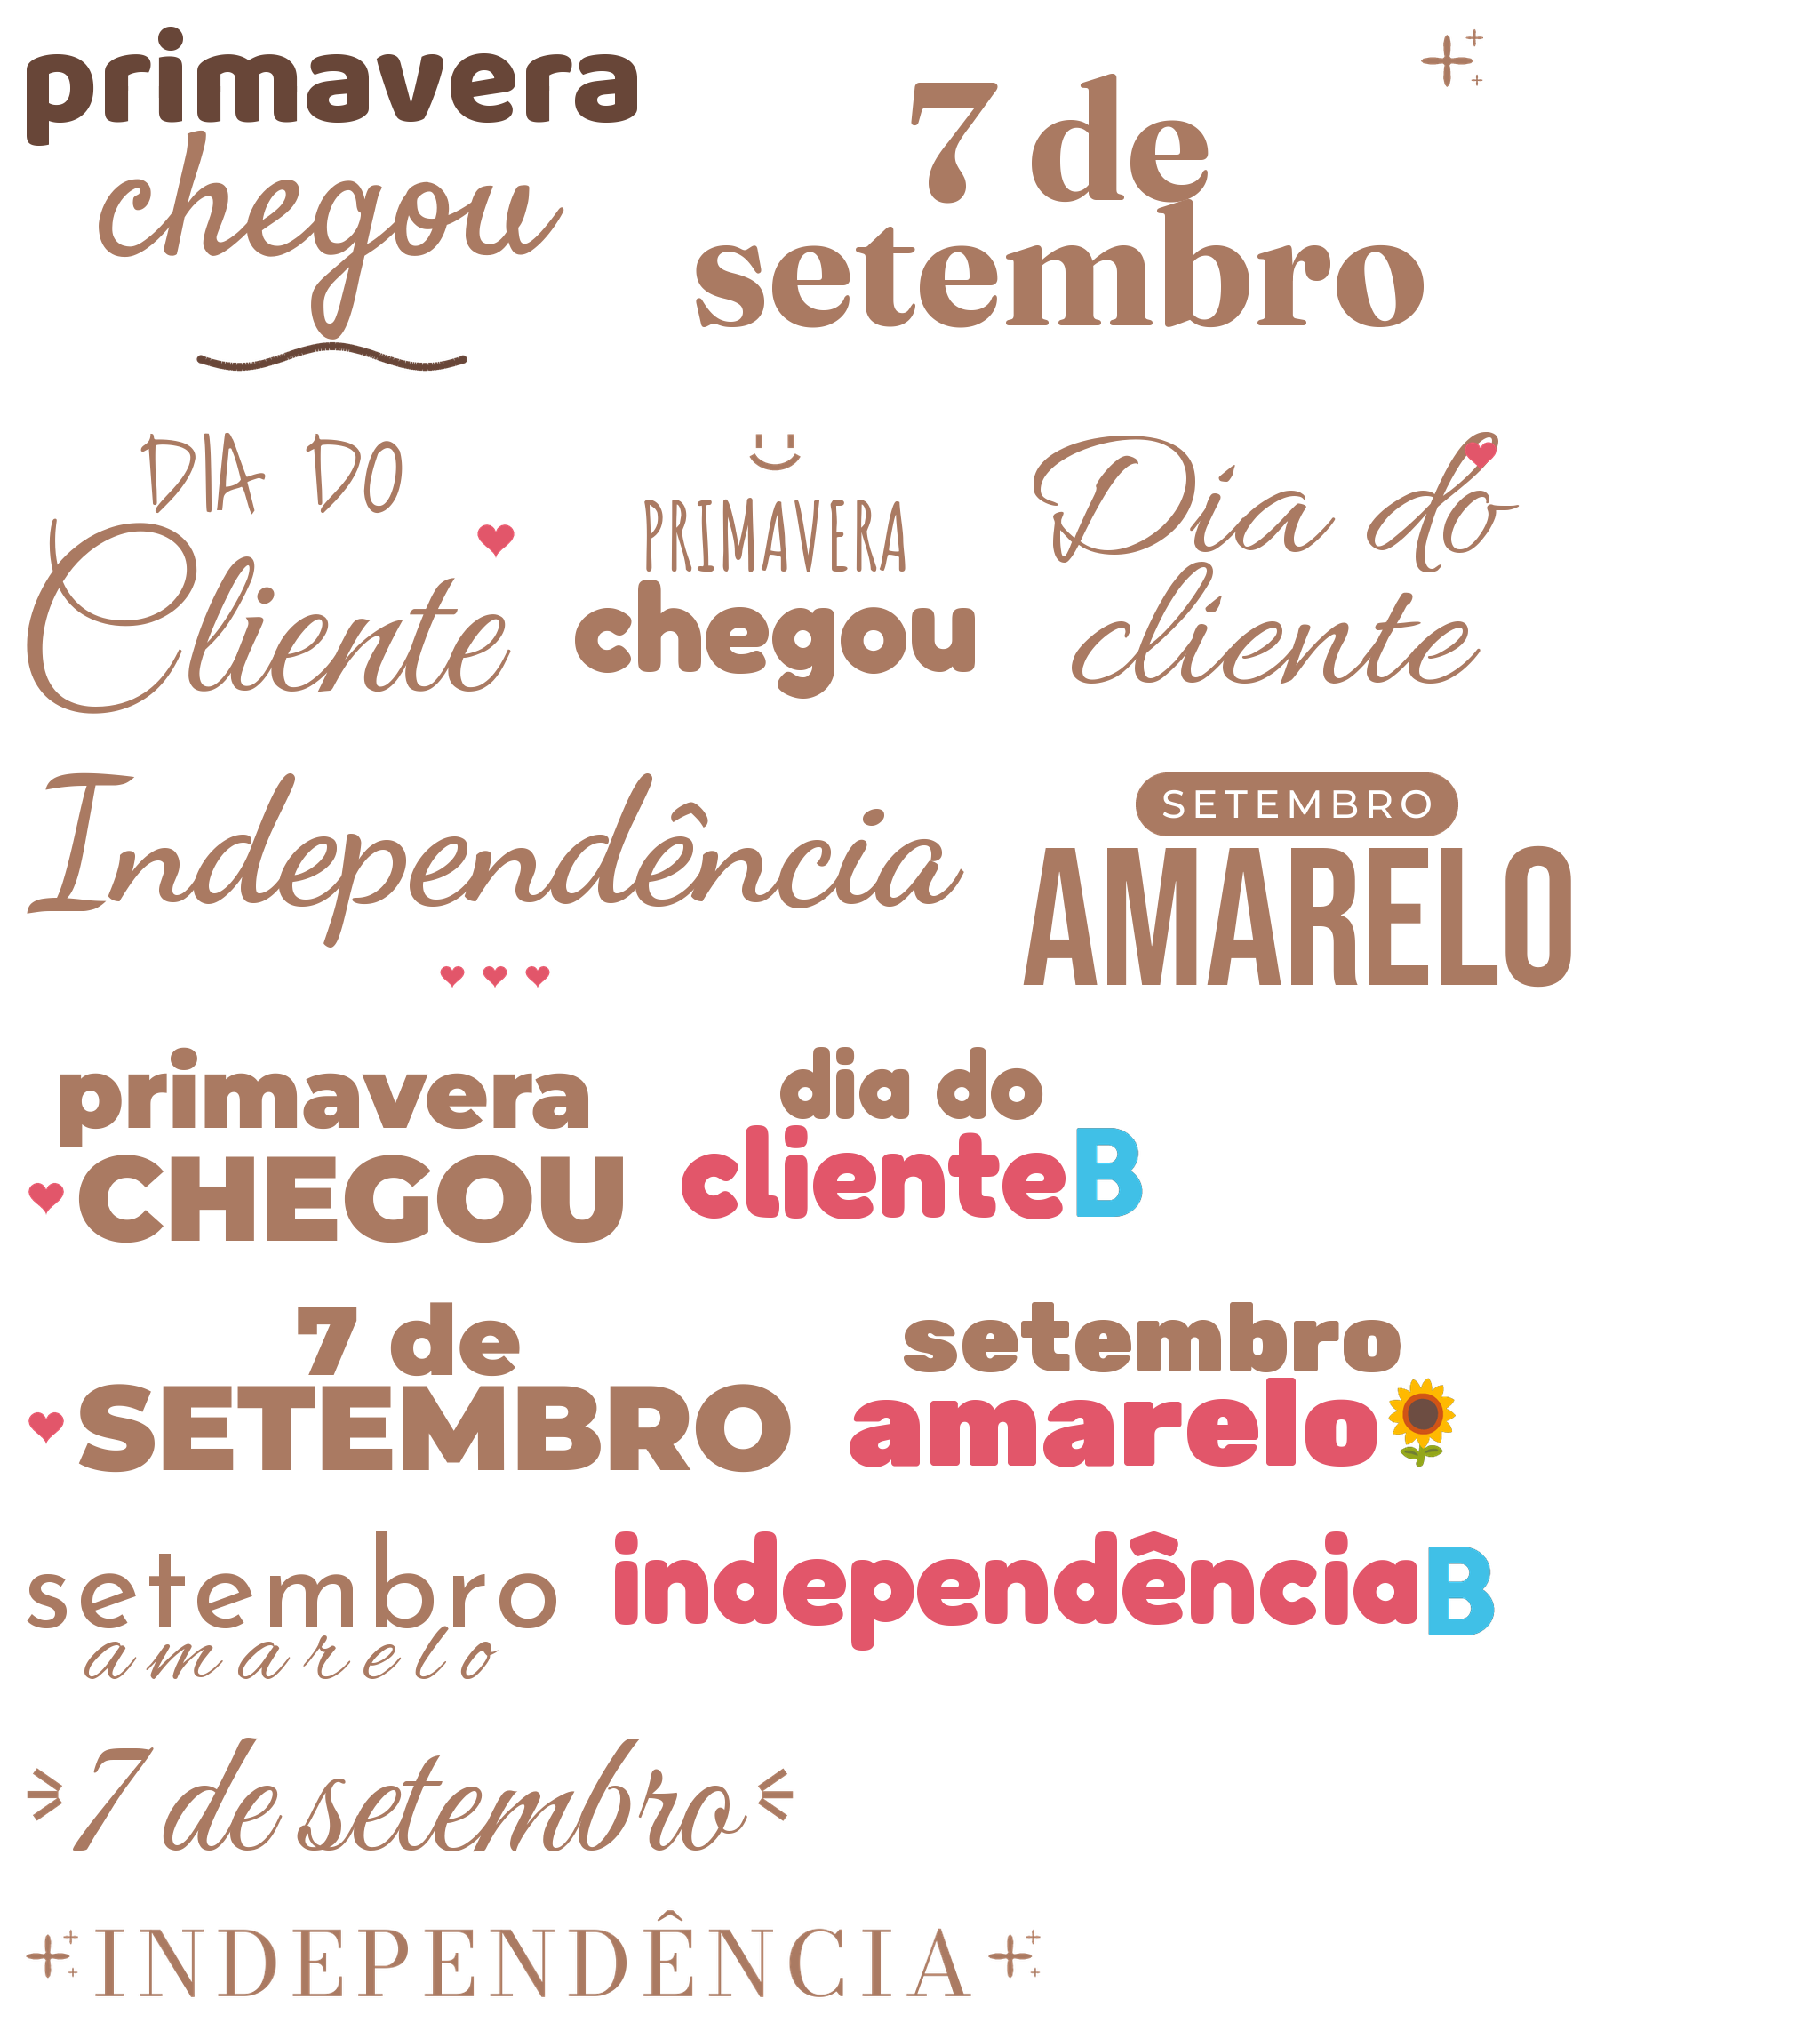 primavera
chegou
7 de
setembro
DIA DO
Cliente
PRIMAVERA
chegou
Dia do
cliente
Independência
SETEMBRO
AMARELO
primavera
CHEGOU
dia do
clienteB
7 de
SETEMBRO
setembro
amarelo
setembro
amarelo
independênciaB
7 de setembro
INDEPENDÊNCIA